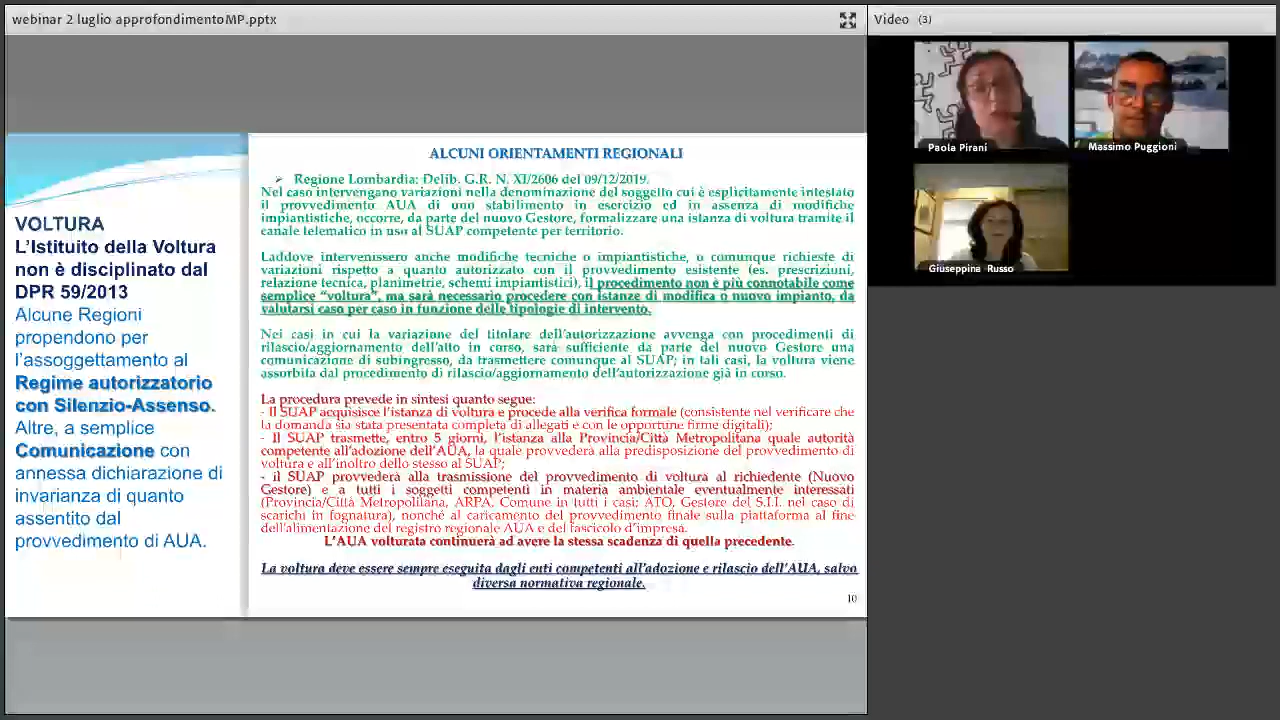 webinar 2 luglio approfondimentoMP.pptx
Video (3)
Paola Pirani
Massimo Puggioni
Giuseppina Russo
VOLTURA
L’Istituito della Voltura
non è disciplinato dal
DPR 59/2013
Alcune Regioni
propendono per
l’assoggettamento al
Regime autorizzatorio
con Silenzio-Assenso.
Altre, a semplice
Comunicazione con
annessa dichiarazione di
invarianza di quanto
assentito dal
provvedimento di AUA.
ALCUNI ORIENTAMENTI REGIONALI
➢ Regione Lombardia: Delib. G.R. N. XI/2606 del 09/12/2019.
Nel caso intervengano variazioni nella denominazione del soggetto cui è esplicitamente intestato
il provvedimento AUA di uno stabilimento in esercizio ed in assenza di modifiche
impiantistiche, occorre, da parte del nuovo Gestore, formalizzare una istanza di voltura tramite il
canale telematico in uso al SUAP competente per territorio.
Laddove intervenissero anche modifiche tecniche o impiantistiche, o comunque richieste di
variazioni rispetto a quanto autorizzato con il provvedimento esistente (es. prescrizioni,
relazione tecnica, planimetrie, schemi impiantistici), il procedimento non è più connotabile come
semplice “voltura”, ma sarà necessario procedere con istanze di modifica o nuovo impianto, da
valutarsi caso per caso in funzione delle tipologie di intervento.
Nei casi in cui la variazione del titolare dell’autorizzazione avvenga con procedimenti di
rilascio/aggiornamento dell’atto in corso, sarà sufficiente da parte del nuovo Gestore una
comunicazione di subingresso, da trasmettere comunque al SUAP; in tali casi, la voltura viene
assorbita dal procedimento di rilascio/aggiornamento dell’autorizzazione già in corso.
La procedura prevede in sintesi quanto segue:
- Il SUAP acquisisce l’istanza di voltura e procede alla verifica formale (consistente nel verificare che
la domanda sia stata presentata completa di allegati e con le opportune firme digitali);
- Il SUAP trasmette, entro 5 giorni, l’istanza alla Provincia/Città Metropolitana quale autorità
competente all’adozione dell’AUA, la quale provvederà alla predisposizione del provvedimento di
voltura e all’inoltro dello stesso al SUAP;
- il SUAP provvederà alla trasmissione del provvedimento di voltura al richiedente (Nuovo
Gestore) e a tutti i soggetti competenti in materia ambientale eventualmente interessati
(Provincia/Città Metropolitana, ARPA, Comune in tutti i casi; ATO, Gestore del S.I.I. nel caso di
scarichi in fognatura), nonché al caricamento del provvedimento finale sulla piattaforma al fine
dell’alimentazione del registro regionale AUA e del fascicolo d’impresa.
L’AUA volturata continuerà ad avere la stessa scadenza di quella precedente.
La voltura deve essere sempre eseguita dagli enti competenti all’adozione e rilascio dell’AUA, salvo
diversa normativa regionale.
10